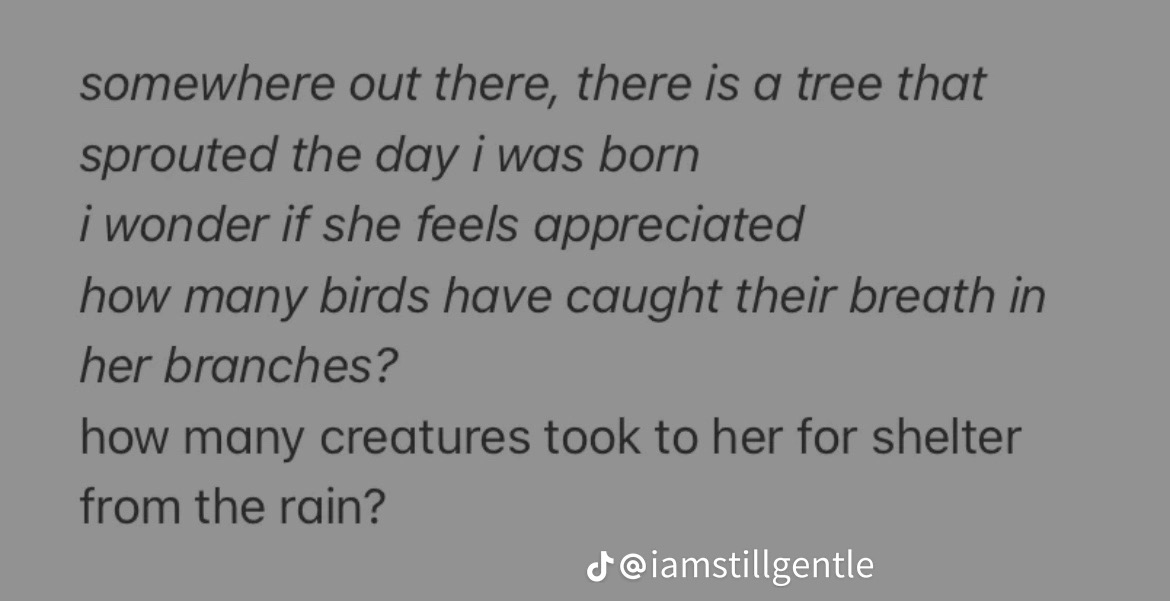 somewhere out there, there is a tree that
sprouted the day i was born
i wonder if she feels appreciated
how many birds have caught their breath in
her branches?
how many creatures took to her for shelter
from the rain?
@iamstillgentle